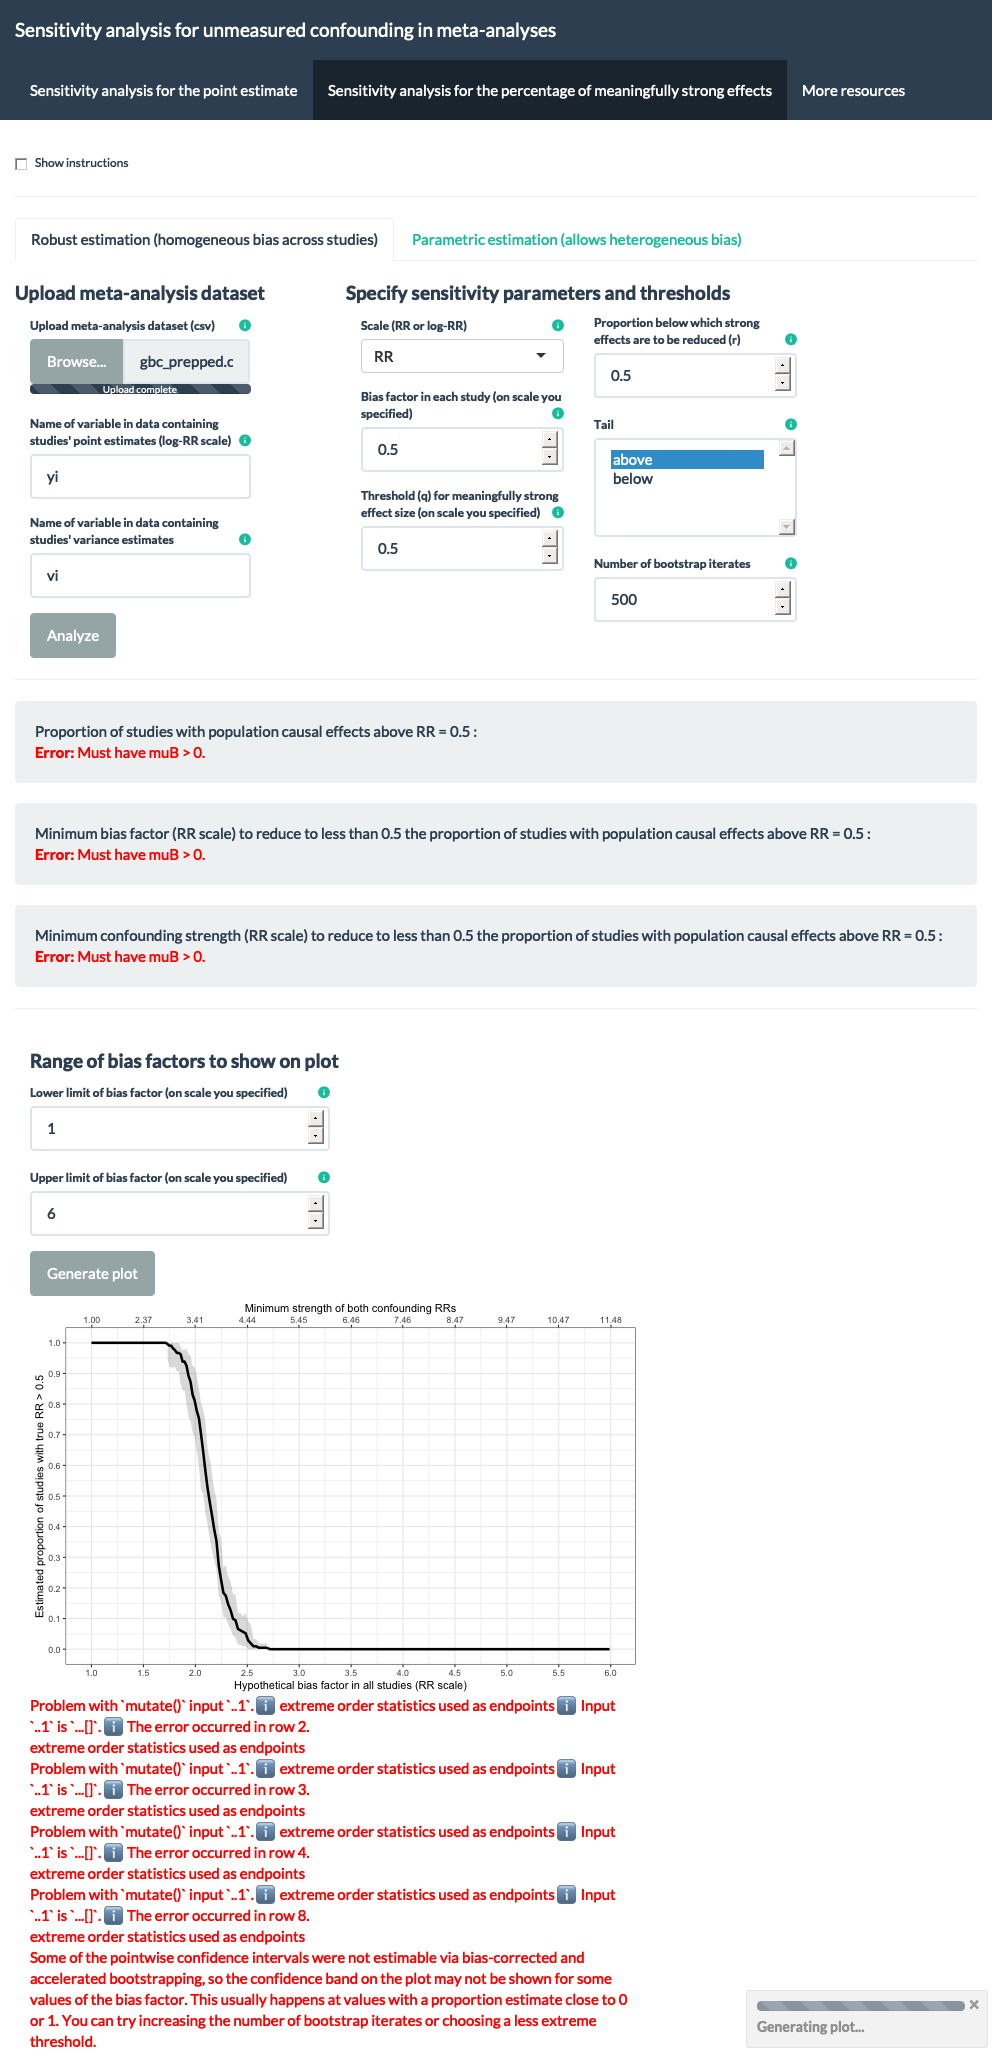 Sensitivity analysis for unmeasured confounding in meta-analyses
Sensitivity analysis for the point estimate
Sensitivity analysis for the percentage of meaningfully strong effects
More resources
Show instructions
Robust estimation (homogeneous bias across studies)
Parametric estimation (allows heterogeneous bias)
Upload meta-analysis dataset
Upload meta-analysis dataset (csv)
Browse...
gbc_prepped.c
Upload complete
Name of variable in data containing
studies' point estimates (log-RR scale)
yi
Name of variable in data containing
studies' variance estimates
vi
Analyze
Specify sensitivity parameters and thresholds
Scale (RR or log-RR)
RR
Bias factor in each study (on scale you
specified)
0.5
Threshold (q) for meaningfully strong
effect size (on scale you specified)
0.5
Proportion below which strong
effects are to be reduced (r)
0.5
Tail
above
below
Number of bootstrap iterates
500
Proportion of studies with population causal effects above RR = 0.5 :
Error: Must have muB > 0.
Minimum bias factor (RR scale) to reduce to less than 0.5 the proportion of studies with population causal effects above RR = 0.5 :
Error: Must have muB > 0.
Minimum confounding strength (RR scale) to reduce to less than 0.5 the proportion of studies with population causal effects above RR = 0.5 :
Error: Must have muB > 0.
Range of bias factors to show on plot
Lower limit of bias factor (on scale you specified)
1
Upper limit of bias factor (on scale you specified)
6
Generate plot
Minimum strength of both confounding RRs
1.00 2.37 3.41 4.44 5.45 6.46 7.46 8.47 9.47 10.47 11.48
Estimated proportion of studies with true RR > 0.5
1.0
0.9
0.8
0.7
0.6
0.5
0.4
0.3
0.2
0.1
0.0
1.0 1.5 2.0 2.5 3.0 3.5 4.0 4.5 5.0 5.5 6.0
Hypothetical bias factor in all studies (RR scale)
Problem with `mutate()` input `..1`. ℹ extreme order statistics used as endpoints ℹ Input
`..1` is `...[]`. ℹ The error occurred in row 2.
extreme order statistics used as endpoints
Problem with `mutate()` input `..1`. ℹ extreme order statistics used as endpoints ℹ Input
`..1` is `...[]`. ℹ The error occurred in row 3.
extreme order statistics used as endpoints
Problem with `mutate()` input `..1`. ℹ extreme order statistics used as endpoints ℹ Input
`..1` is `...[]`. ℹ The error occurred in row 4.
extreme order statistics used as endpoints
Problem with `mutate()` input `..1`. ℹ extreme order statistics used as endpoints ℹ Input
`..1` is `...[]`. ℹ The error occurred in row 8.
extreme order statistics used as endpoints
Some of the pointwise confidence intervals were not estimable via bias-corrected and
accelerated bootstrapping, so the confidence band on the plot may not be shown for some
values of the bias factor. This usually happens at values with a proportion estimate close to 0
or 1. You can try increasing the number of bootstrap iterates or choosing a less extreme
threshold.
Generating plot...